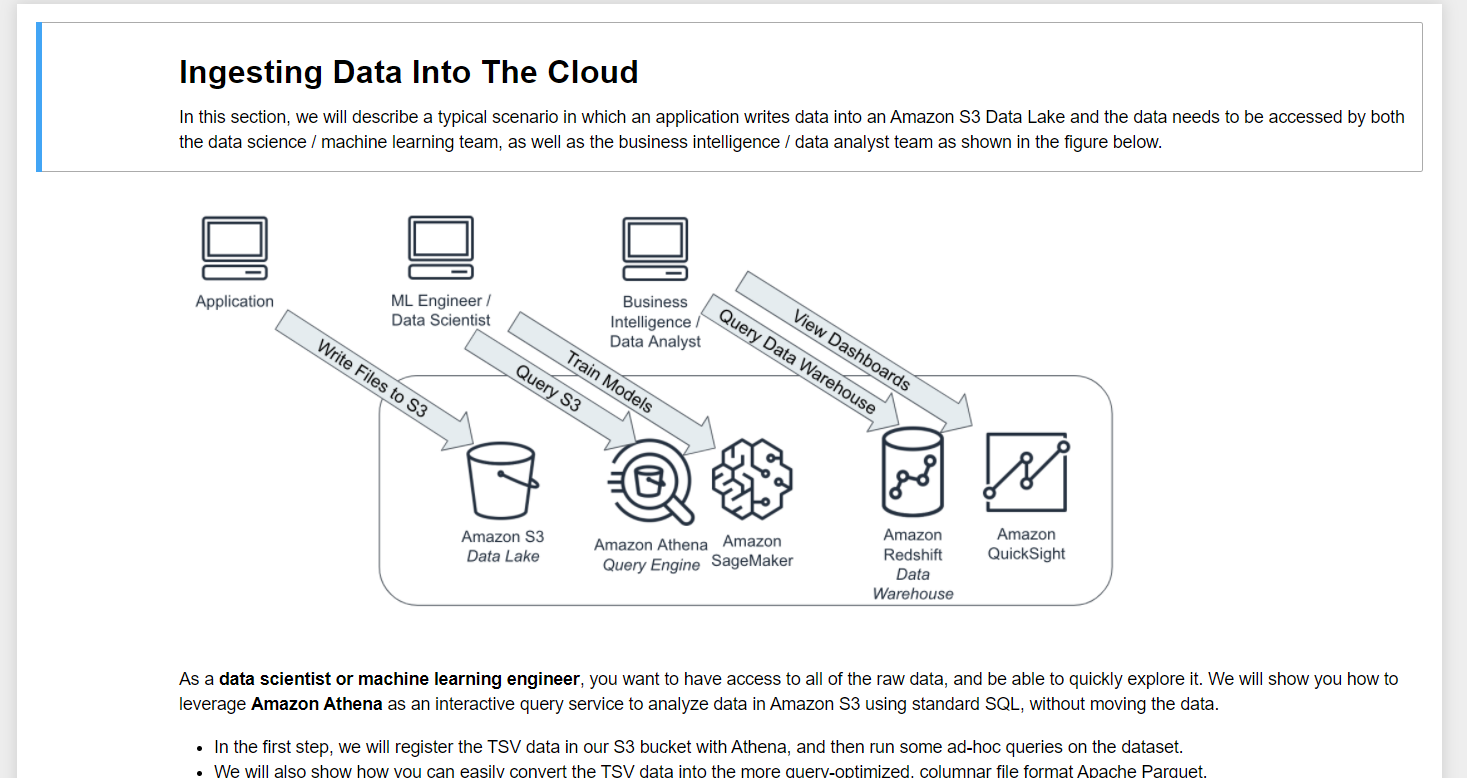 Ingesting Data Into The Cloud
In this section, we will describe a typical scenario in which an application writes data into an Amazon S3 Data Lake and the data needs to be accessed by both
the data science / machine learning team, as well as the business intelligence / data analyst team as shown in the figure below.
Application
ML Engineer /
Data Scientist
Business
Intelligence /
Data Analyst
Write Files to S3
Query S3
Train Models
Query Data Warehouse
View Dashboards
Amazon S3
Data Lake
Amazon Athena
Query Engine
Amazon
SageMaker
Amazon
Redshift
Data
Warehouse
Amazon
QuickSight
As a data scientist or machine learning engineer, you want to have access to all of the raw data, and be able to quickly explore it. We will show you how to
leverage Amazon Athena as an interactive query service to analyze data in Amazon S3 using standard SQL, without moving the data.
• In the first step, we will register the TSV data in our S3 bucket with Athena, and then run some ad-hoc queries on the dataset.
• We will also show how you can easily convert the TSV data into the more query-optimized, columnar file format Apache Parquet.